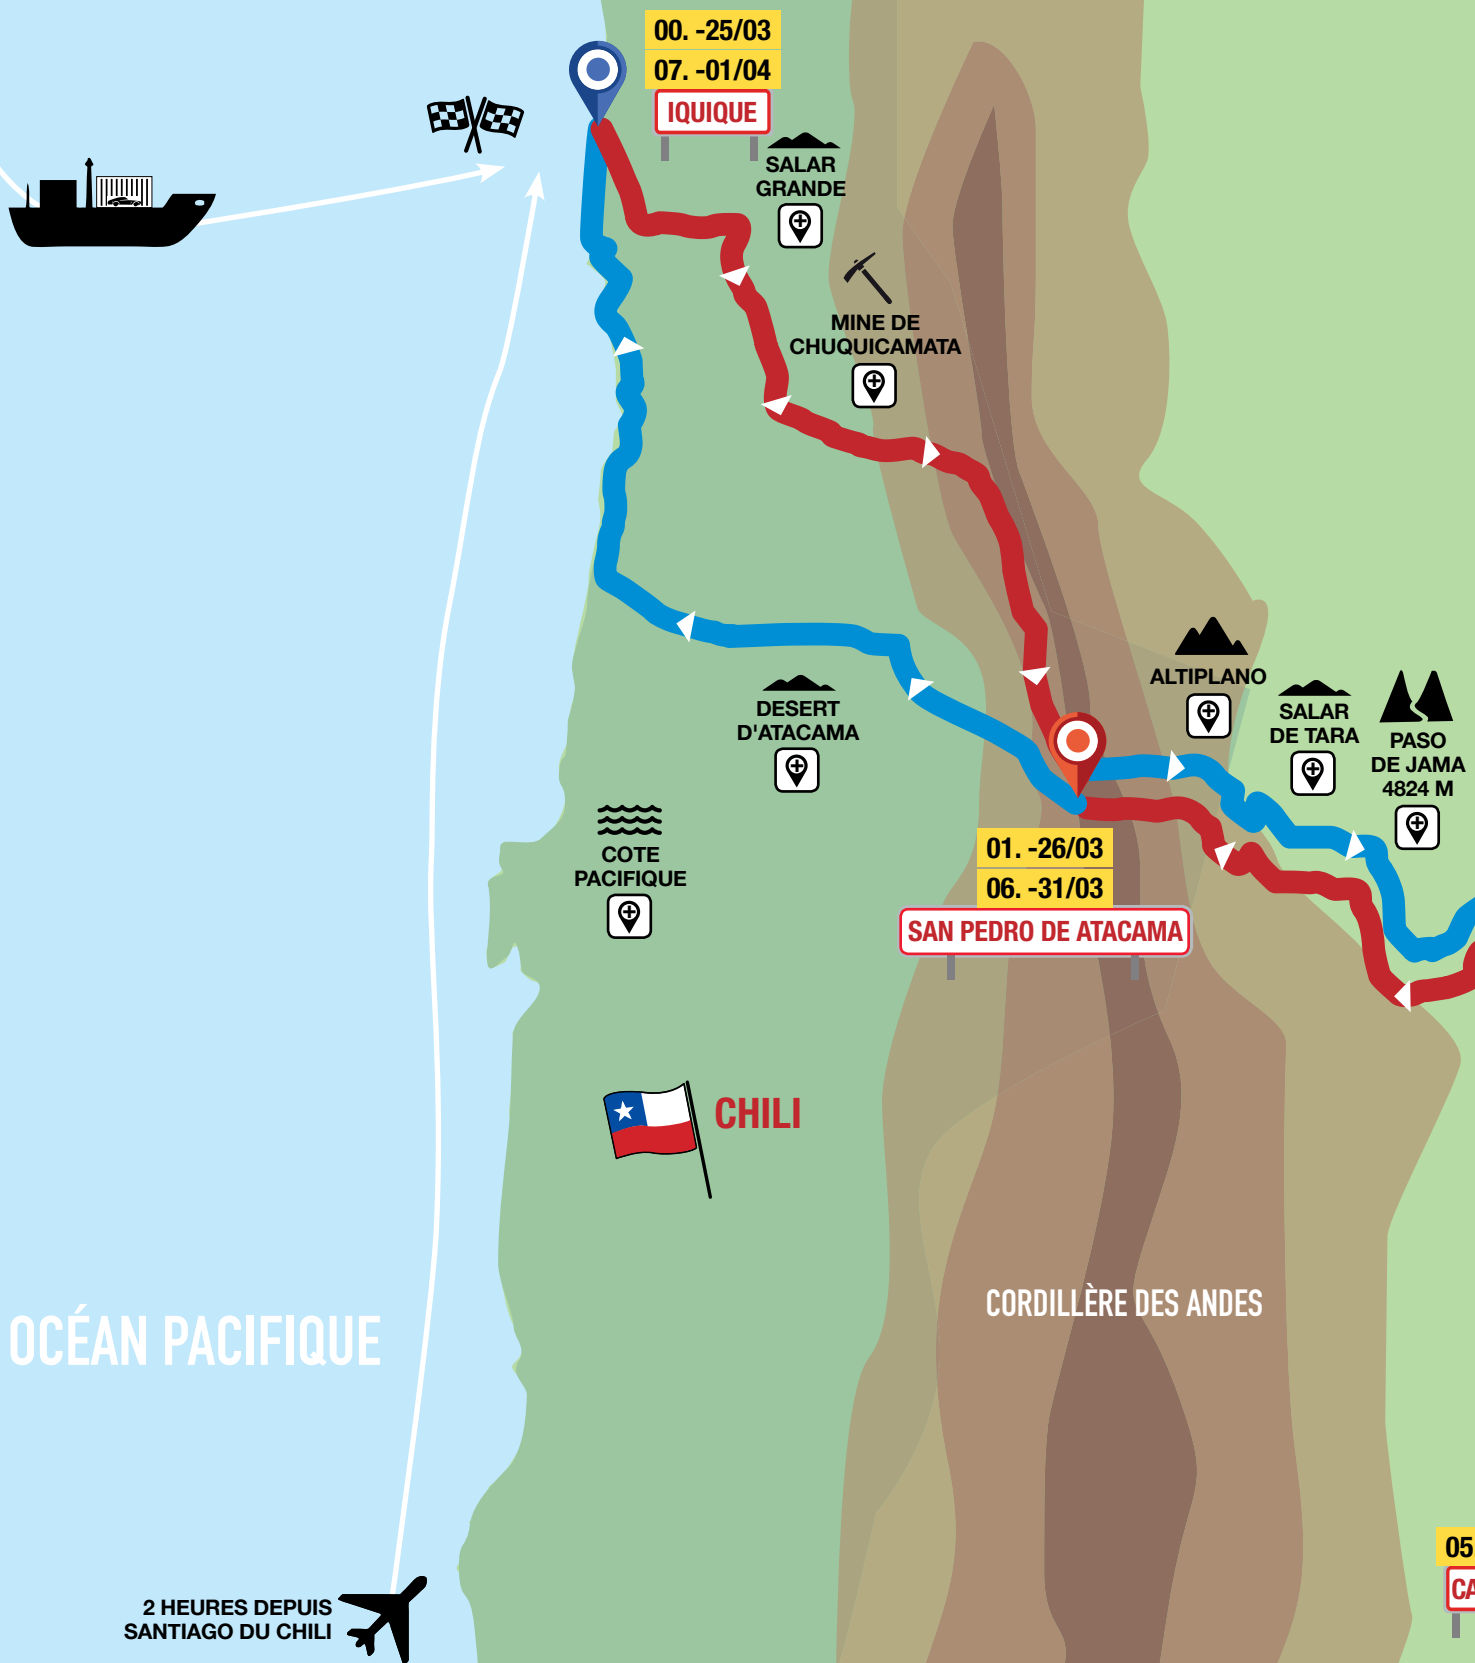 00. -25/03
07. -01/04
IQUIQUE
SALAR
GRANDE
MINE DE
CHUQUICAMATA
ALTIPLANO
SALAR
DE TARA
PASO
DE JAMA
4824 M
DESERT
D'ATACAMA
COTE
PACIFIQUE
01. -26/03
06. -31/03
SAN PEDRO DE ATACAMA
CHILI
CORDILLÈRE DES ANDES
OCÉAN PACIFIQUE
05
CA
2 HEURES DEPUIS
SANTIAGO DU CHILI